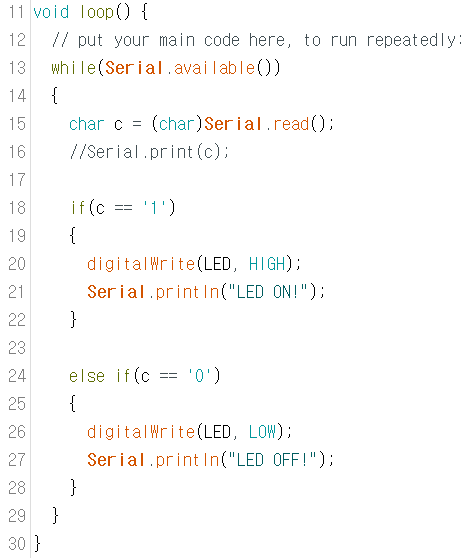 11 void loop() {
12   // put your main code here, to run repeatedly:
13   while(Serial.available())
14   {
15     char c = (char)Serial.read();
16     //Serial.print(c);
17
18     if(c == '1')
19     {
20       digitalWrite(LED, HIGH);
21       Serial.println("LED ON!");
22     }
23
24     else if(c == '0')
25     {
26       digitalWrite(LED, LOW);
27       Serial.println("LED OFF!");
28     }
29   }
30 }